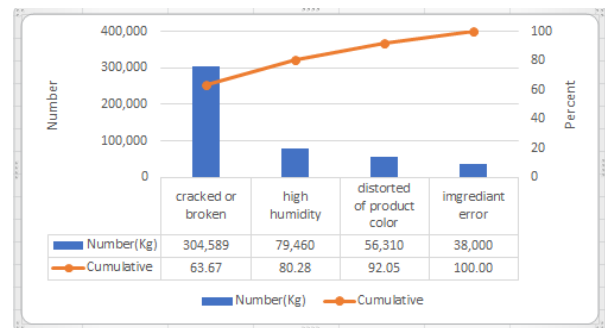 400,000
300,000
200,000
100,000
0
Number
100
80
60
40
20
0
Percent
cracked or broken
high humidity
distorted of product color
imgrediant error
Number(Kg) 304,589 79,460 56,310 38,000
Cumulative 63.67 80.28 92.05 100.00
Number(Kg) Cumulative